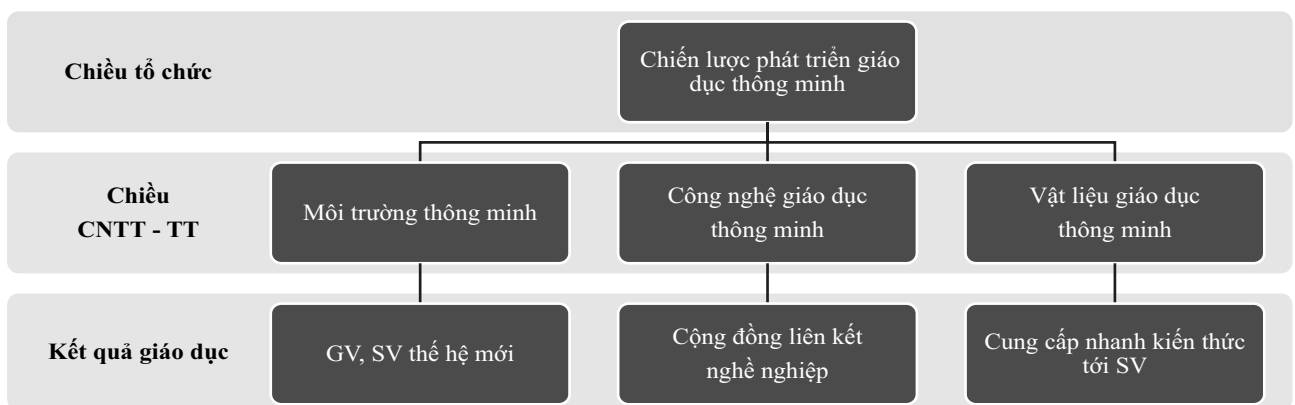 Chiều tổ chức
Chiến lược phát triển giáo
dục thông minh
Chiều
CNTT - TT
Môi trường thông minh
Công nghệ giáo dục
thông minh
Vật liệu giáo dục
thông minh
Kết quả giáo dục
GV, SV thế hệ mới
Cộng đồng liên kết
nghề nghiệp
Cung cấp nhanh kiến thức
tới SV